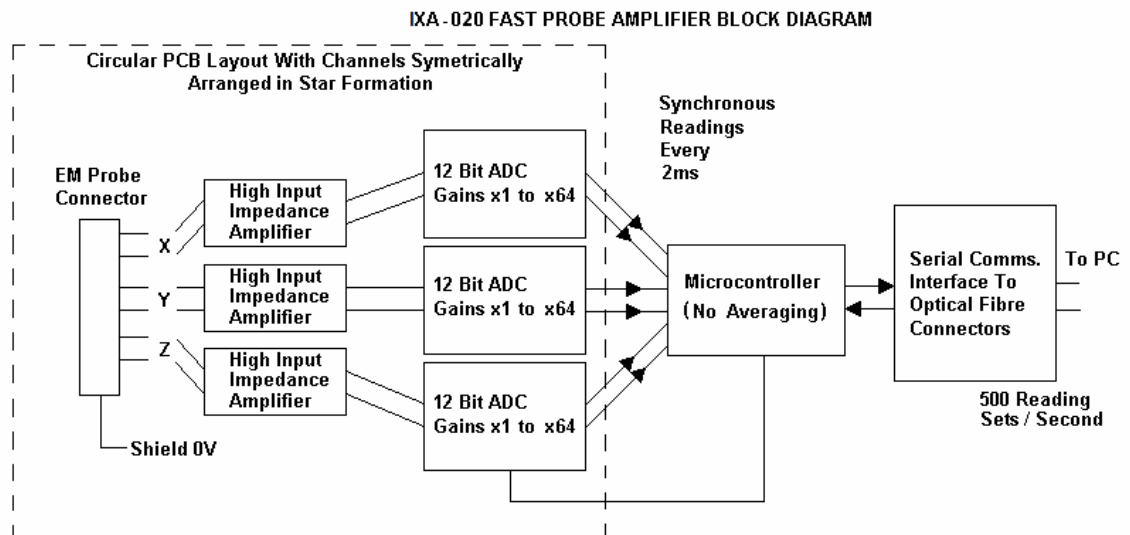 IXA-020 FAST PROBE AMPLIFIER BLOCK DIAGRAM
Circular PCB Layout With Channels Symetrically
Arranged in Star Formation
EM Probe
Connector
X
Y
Z
Shield 0V
High Input
Impedance
Amplifier
High Input
Impedance
Amplifier
High Input
Impedance
Amplifier
12 Bit ADC
Gains x1 to x64
12 Bit ADC
Gains x1 to x64
12 Bit ADC
Gains x1 to x64
Synchronous
Readings
Every
2ms
Microcontroller
(No Averaging)
Serial Comms.
Interface To
Optical Fibre
Connectors
To PC
500 Reading
Sets / Second